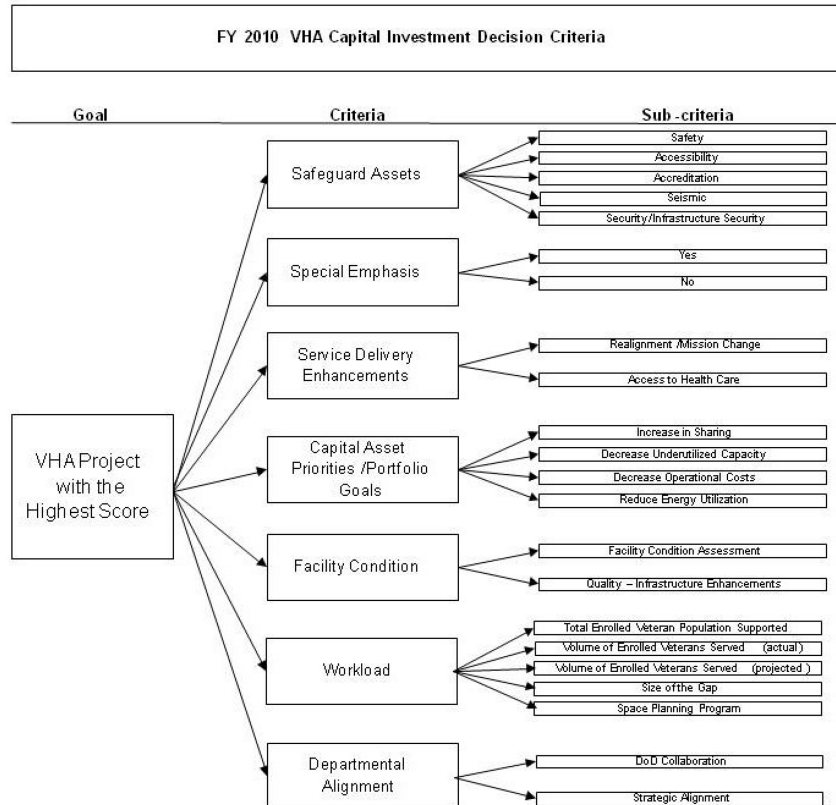 FY 2010 VHA Capital Investment Decision Criteria
Goal
Criteria
Sub-criteria
VHA Project
with the
Highest Score
Safeguard Assets
Safety
Accessibility
Accreditation
Seismic
Security/Infrastructure Security
Special Emphasis
Yes
No
Service Delivery
Enhancements
Realignment /Mission Change
Access to Health Care
Capital Asset
Priorities /Portfolio
Goals
Increase in Sharing
Decrease Underutilized Capacity
Decrease Operational Costs
Reduce Energy Utilization
Facility Condition
Facility Condition Assessment
Quality – Infrastructure Enhancements
Workload
Total Enrolled Veteran Population Supported
Volume of Enrolled Veterans Served (actual)
Volume of Enrolled Veterans Served (projected )
Size of the Gap
Space Planning Program
Departmental
Alignment
DoD Collaboration
Strategic Alignment